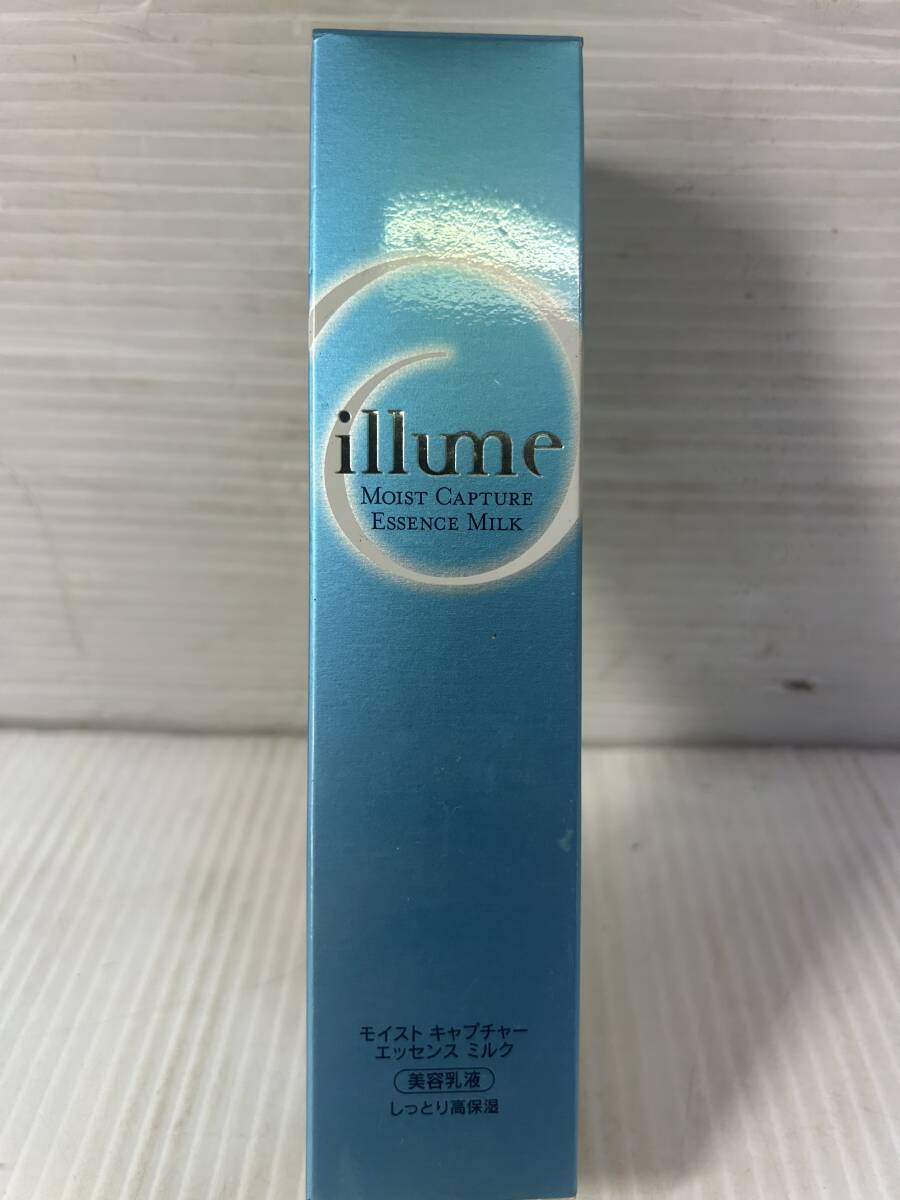 illume
MOIST CAPTURE
ESSENCE MILK
モイスト キャプチャー
エッセンス ミルク
美容乳液
しっとり高保湿